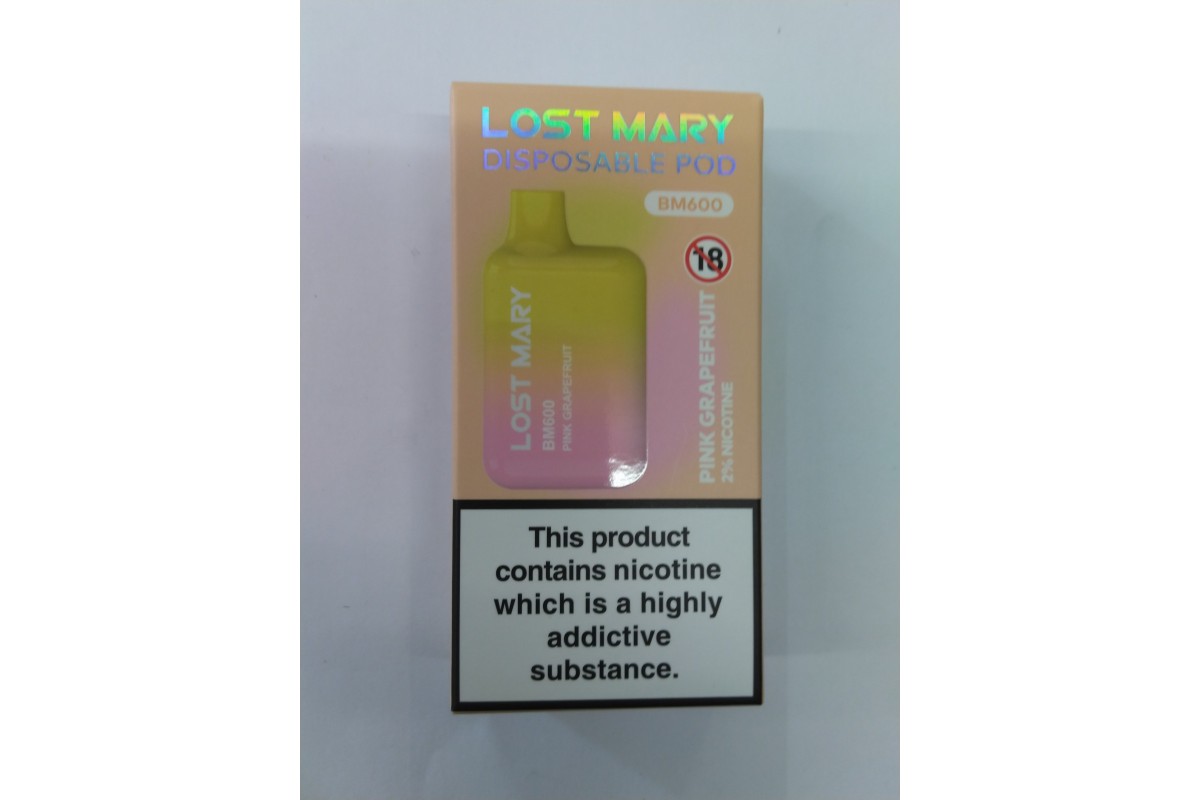 LOST MARY
DISPOSABLE POD
BM600
18
LOST MARY
BM600
PINK GRAPEFRUIT
PINK GRAPEFRUIT
2% NICOTINE
This product
contains nicotine
which is a highly
addictive
substance.